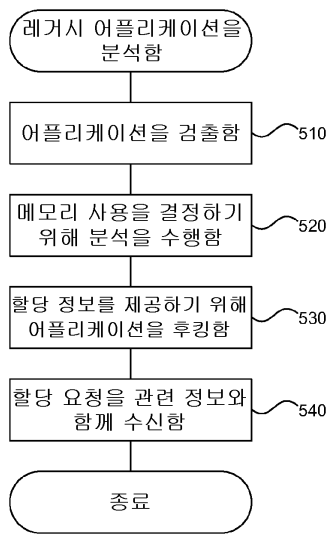 레거시 어플리케이션을
분석함
어플리케이션을 검출함
510
메모리 사용을 결정하기
위해 분석을 수행함
520
할당 정보를 제공하기 위해
어플리케이션을 후킹함
530
할당 요청을 관련 정보와
함께 수신함
540
종료